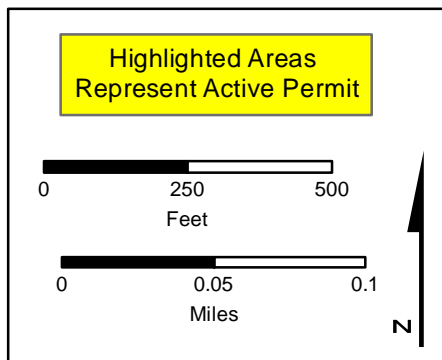 Highlighted Areas
Represent Active Permit
0 250 500
Feet
0 0.05 0.1
Miles
N